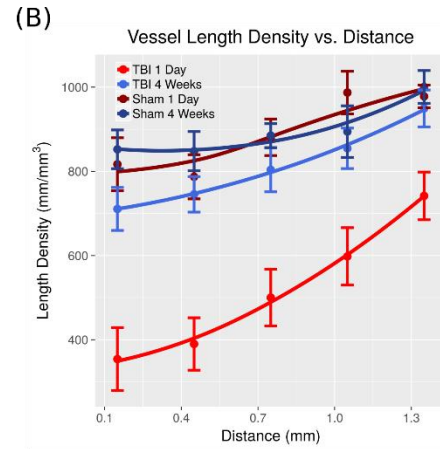 (B)
Vessel Length Density vs. Distance
TBI 1 Day
TBI 4 Weeks
Sham 1 Day
Sham 4 Weeks
Length Density (mm/mm³)
1000
800
600
400
0.1 0.4 0.7 1.0 1.3
Distance (mm)